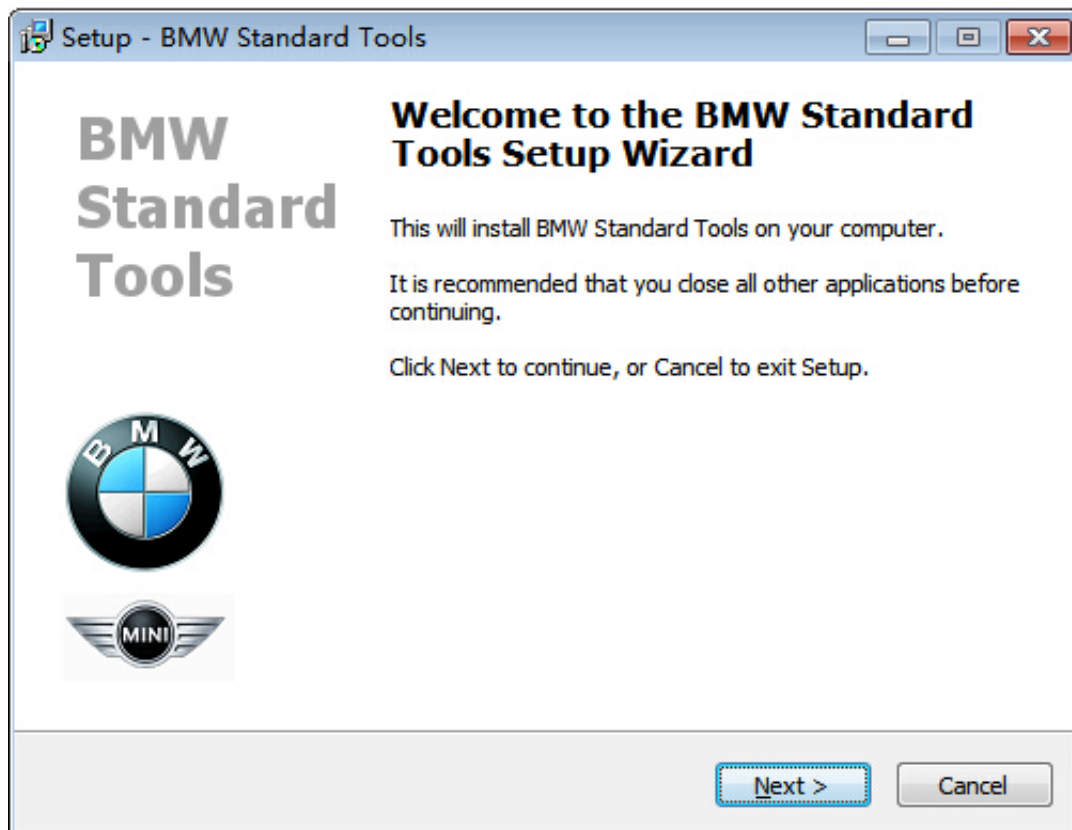 Setup - BMW Standard Tools
BMW
Standard
Tools
Welcome to the BMW Standard
Tools Setup Wizard
This will install BMW Standard Tools on your computer.
It is recommended that you close all other applications before
continuing.
Click Next to continue, or Cancel to exit Setup.
BMW
MINI
Next >
Cancel